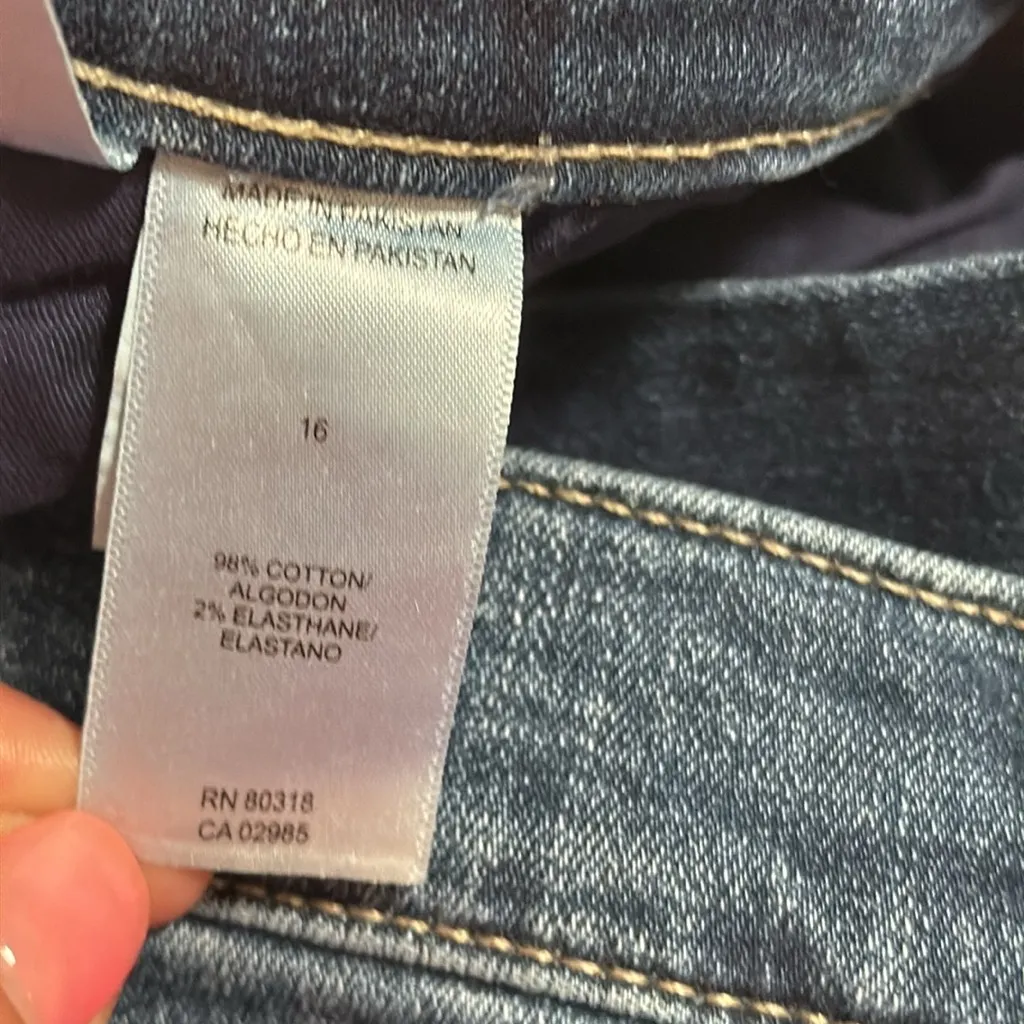 MADE IN PAKISTAN
HECHO EN PAKISTAN
16
98% COTTON/
ALGODON
2% ELASTHANE/
ELASTANO
RN 80318
CA 02985